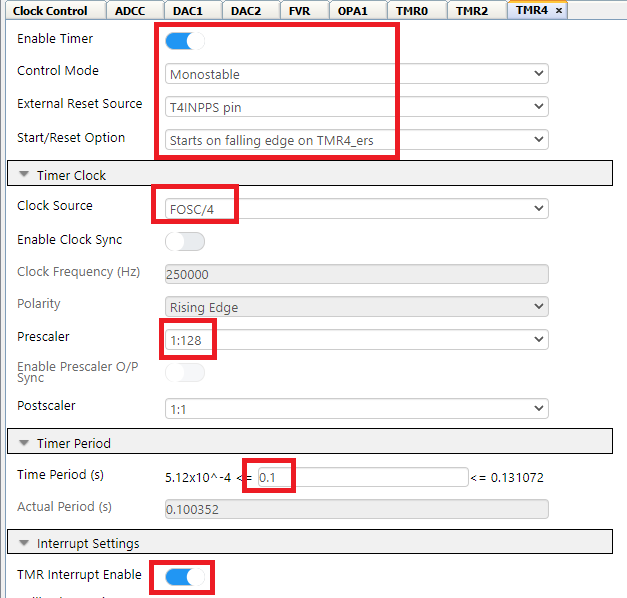 Clock Control ADCC DAC1 DAC2 FVR OPA1 TMR0 TMR2 TMR4 ×
Enable Timer
Control Mode Monostable
External Reset Source T4INPPS pin
Start/Reset Option Starts on falling edge on TMR4_ers
Timer Clock
Clock Source FOSC/4
Enable Clock Sync
Clock Frequency (Hz) 250000
Polarity Rising Edge
Prescaler 1:128
Enable Prescaler O/P
Sync
Postscaler 1:1
Timer Period
Time Period (s) 5.12x10^-4 <= 0.1 <= 0.131072
Actual Period (s) 0.100352
Interrupt Settings
TMR Interrupt Enable